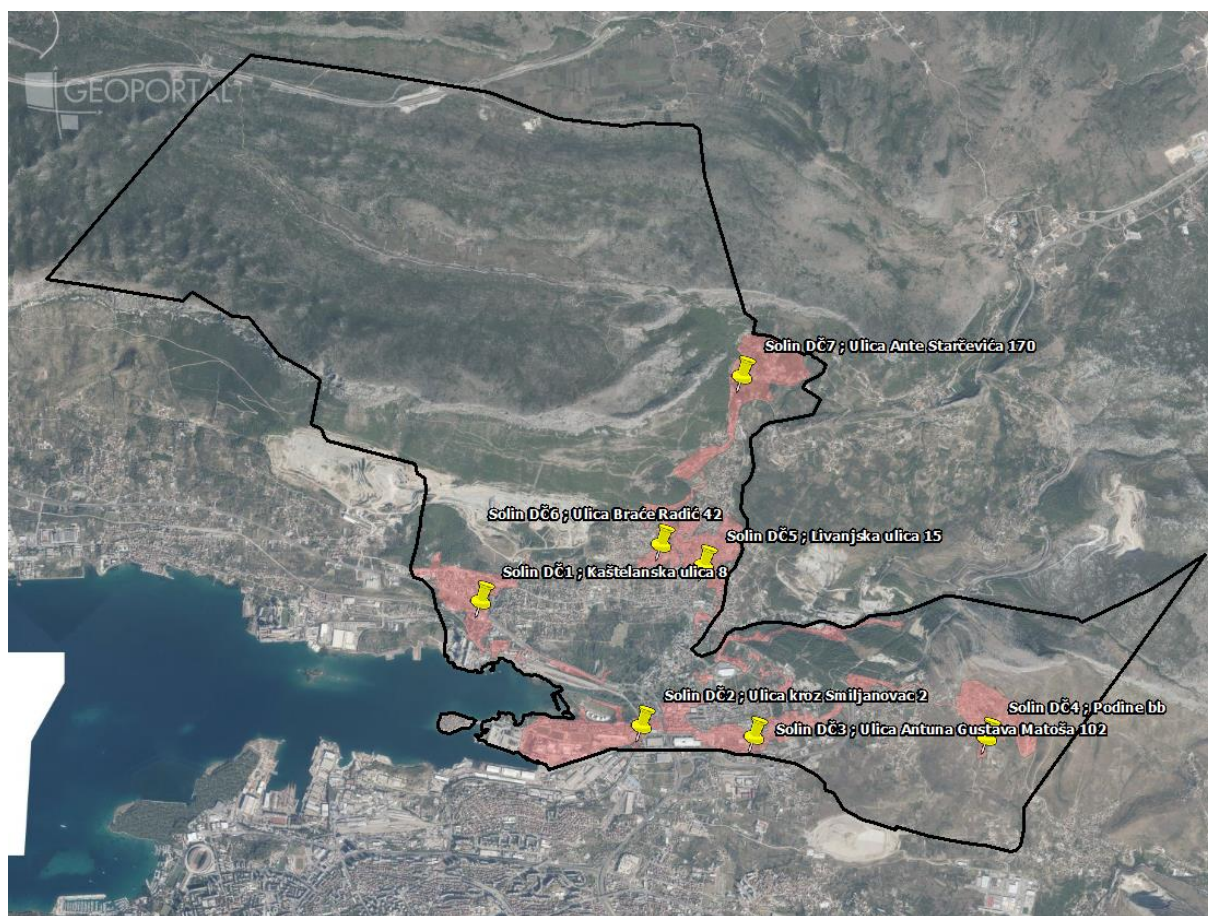 GEOPORTAL
Solin DČ7 ; Ulica Ante Starčevića 170
Solin DČ6 ; Ulica Braće Radić 42
Solin DČ5 ; Livanjska ulica 15
Solin DČ1 ; Kaštelanska ulica 8
Solin DČ2 ; Ulica kroz Smiljanovac 2
Solin DČ4 ; Podine bb
Solin DČ3 ; Ulica Antuna Gustava Matoša 102